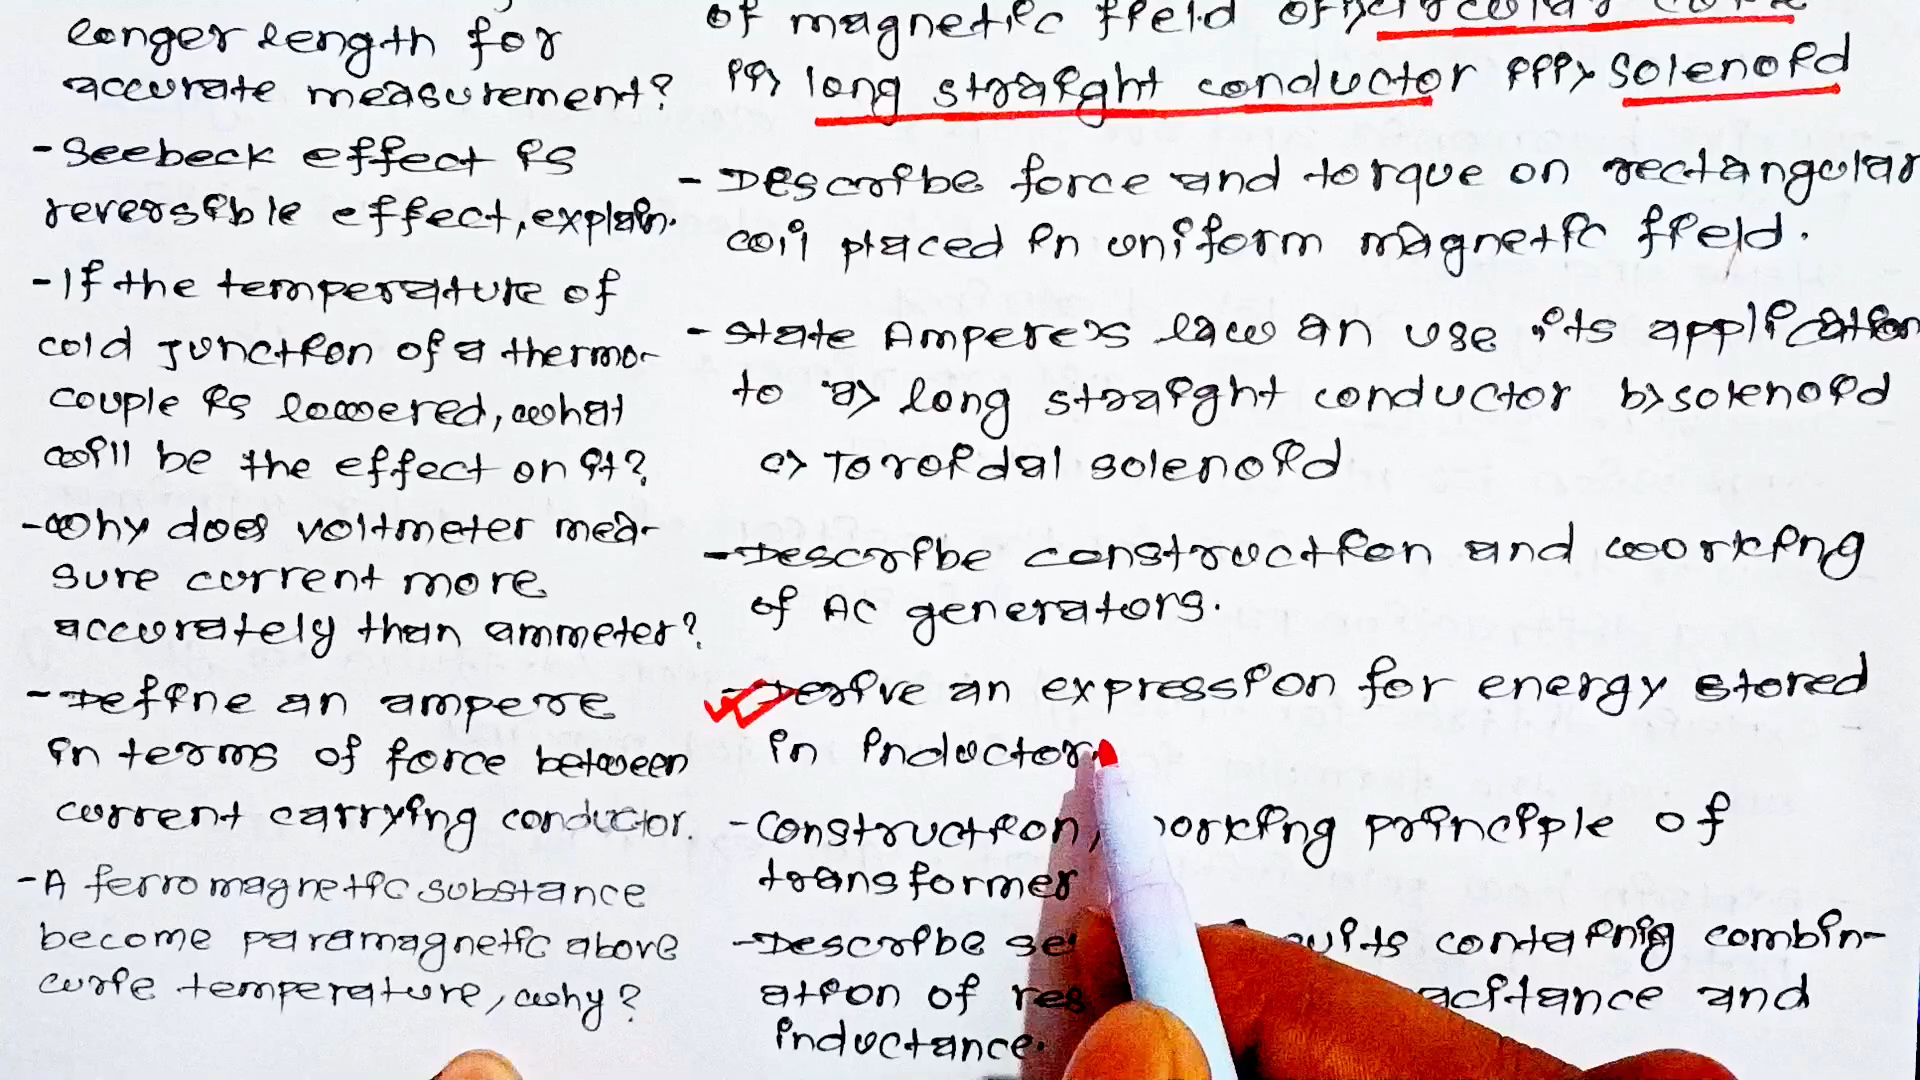 longer length for
accurate measurement?
-Seebeck effect is
reversible effect, explain.
-If the temperature of
cold junction of a thermo-
couple is lowered, what
will be the effect on it?
-Why does voltmeter mea-
sure current more
accurately than ammeter?
-Define an ampere
in terms of force between
current carrying conductor.
-A ferromagnetic substance
become paramagnetic above
curie temperature, why?
of magnetic field of i> circular
ii> long straight conductor iii> solenoid
-Describe force and torque on rectangular
coil placed in uniform magnetic field.
-State Ampere's law an use its application
to a> long straight conductor b> solenoid
c> Toroidal solenoid
-Describe construction and working
of AC generators.
-Derive an expression for energy stored
in inductor.
-Construction, working principle of
transformer
-Describe containig combin-
ation of and
inductance.